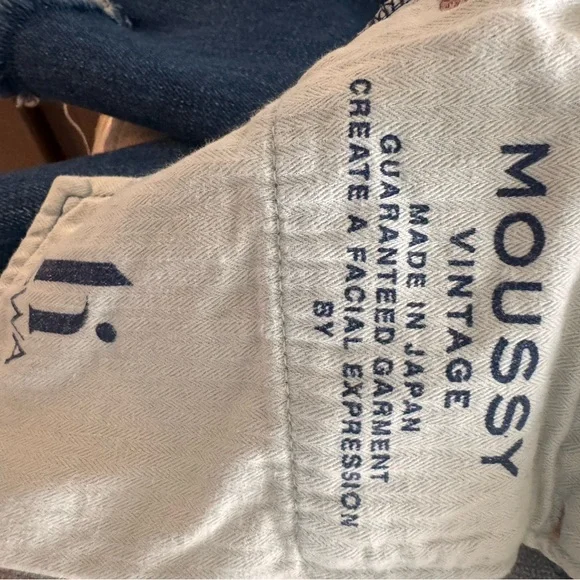 MOUSSY
VINTAGE
MADE IN JAPAN
GUARANTEED GARMENT
CREATE A FACIAL EXPRESSION
BY